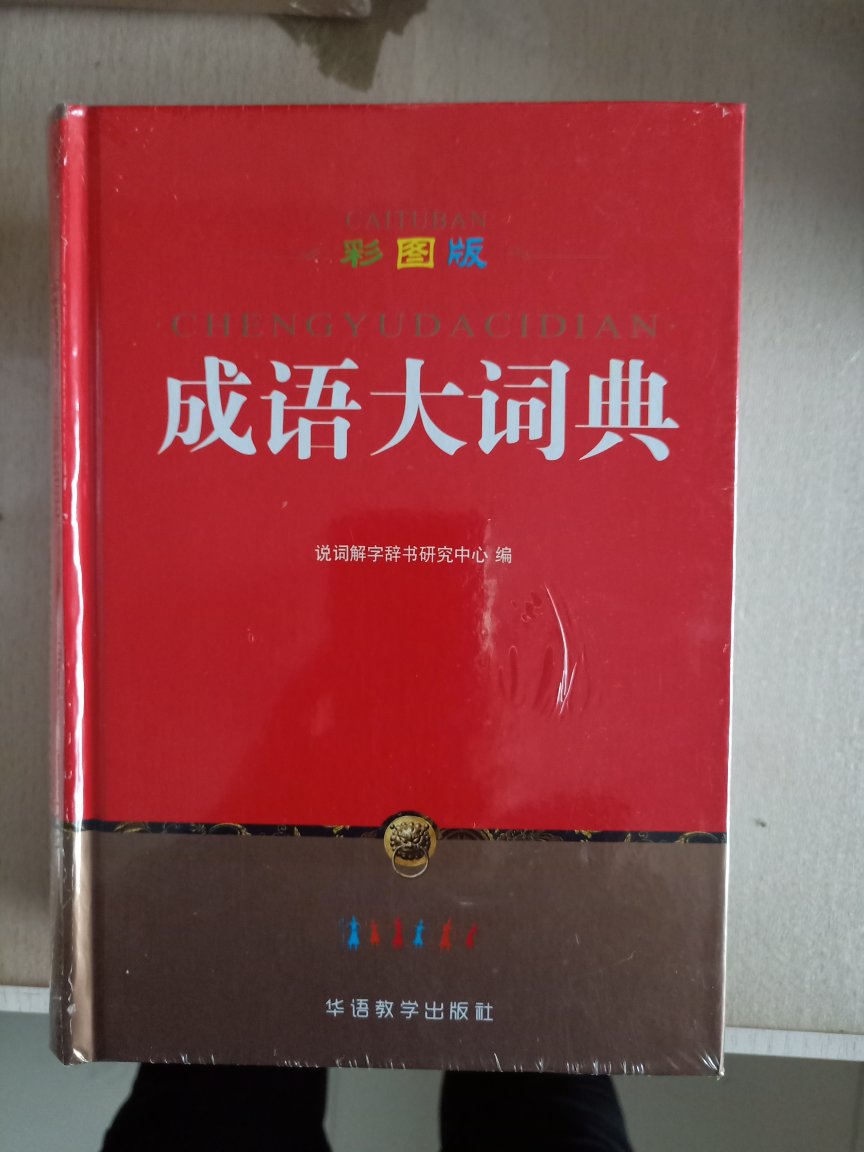 CAITUBAN
彩图版
CHENGYUDACIDIAN
成语大词典
说词解字辞书研究中心 编
华语教学出版社